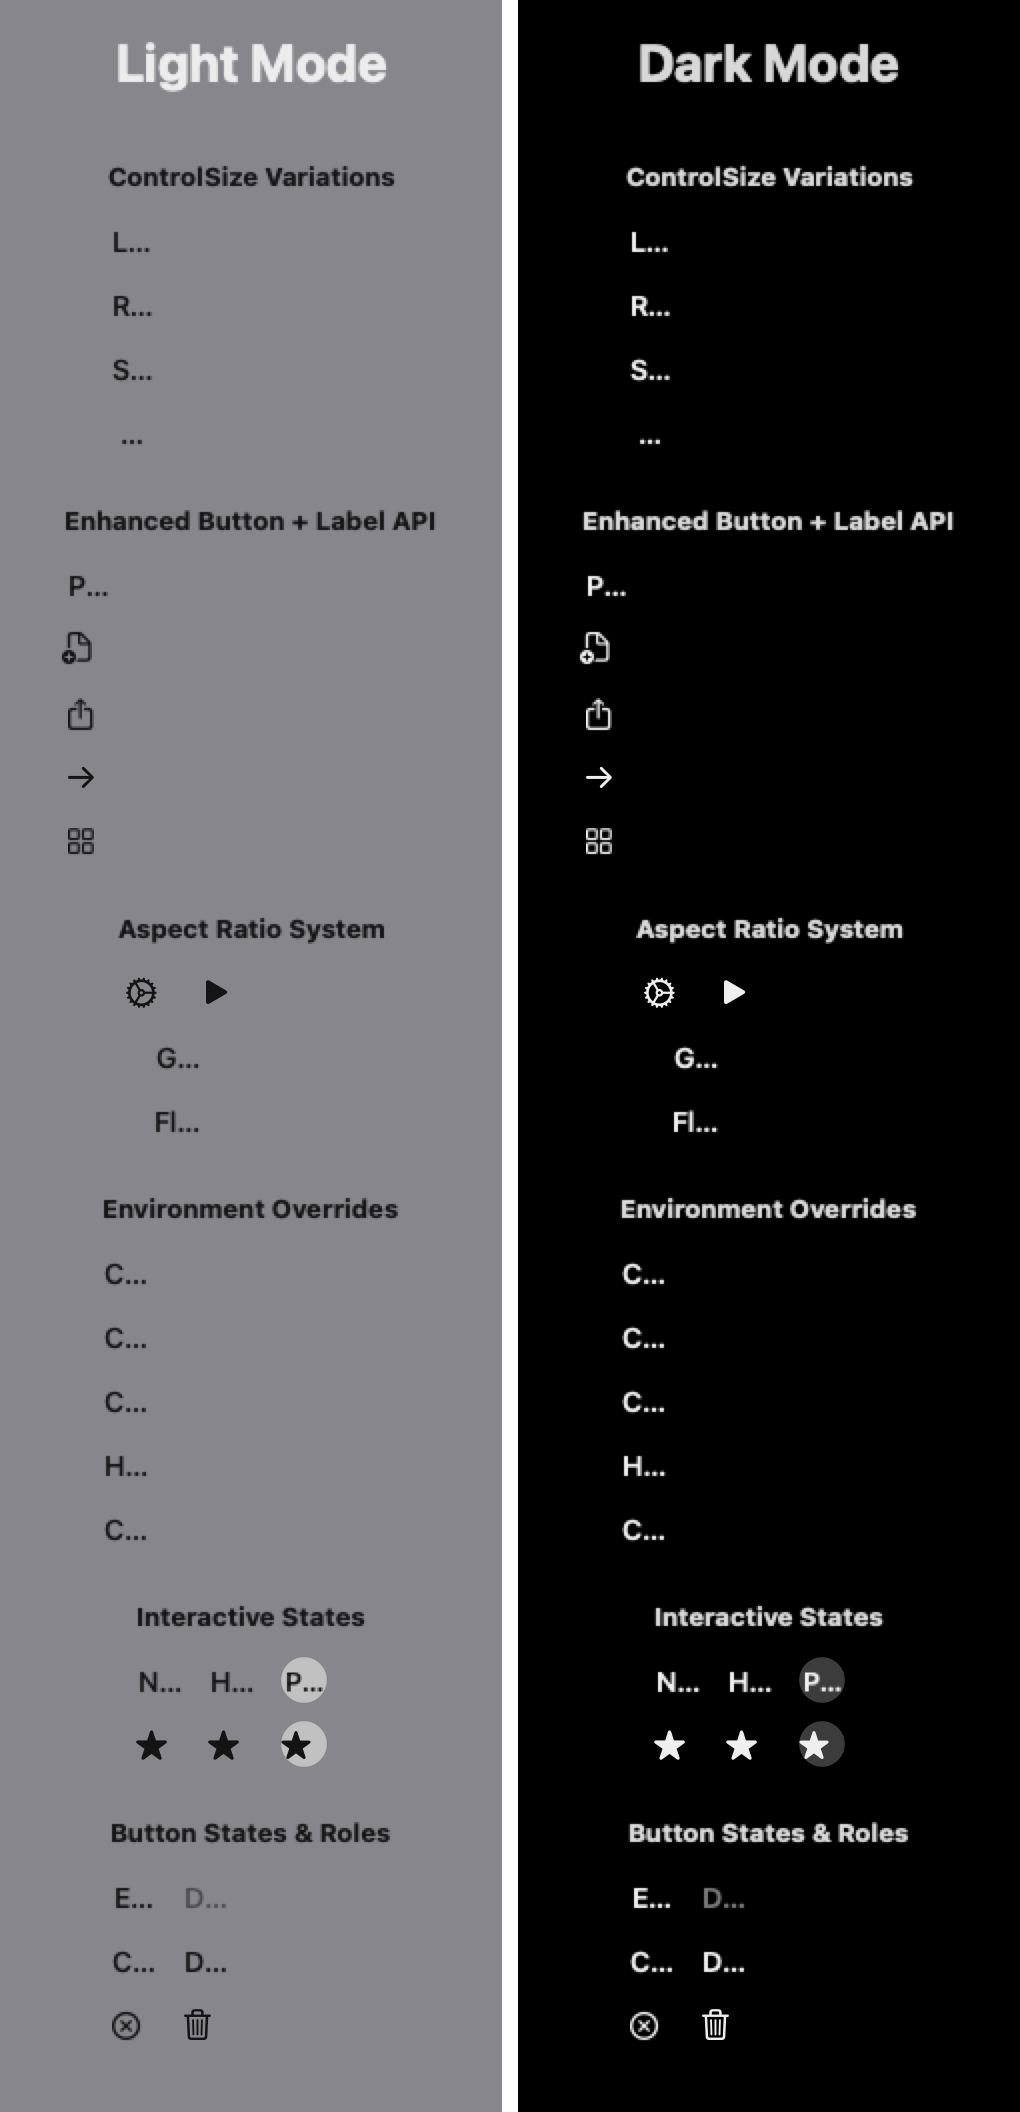 Light Mode
ControlSize Variations
L...
R...
S...
...
Enhanced Button + Label API
P...
Aspect Ratio System
G...
Fl...
Environment Overrides
C...
C...
C...
H...
C...
Interactive States
N... H... P...
Button States & Roles
E... D...
C... D...
Dark Mode
ControlSize Variations
L...
R...
S...
...
Enhanced Button + Label API
P...
Aspect Ratio System
G...
Fl...
Environment Overrides
C...
C...
C...
H...
C...
Interactive States
N... H... P...
Button States & Roles
E... D...
C... D...